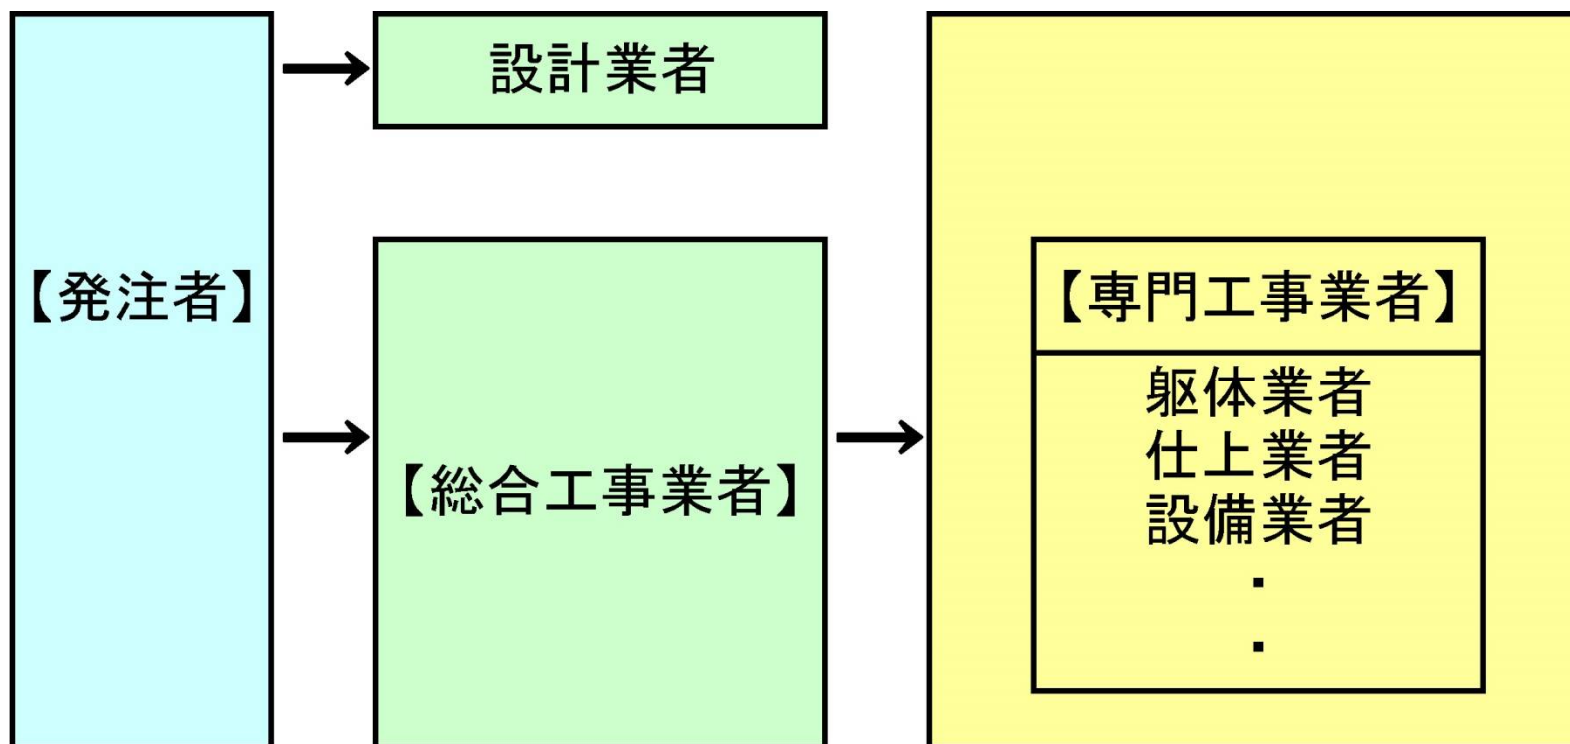 設計業者
【発注者】
【総合工事業者】
【専門工事業者】
躯体業者
仕上業者
設備業者
・
・